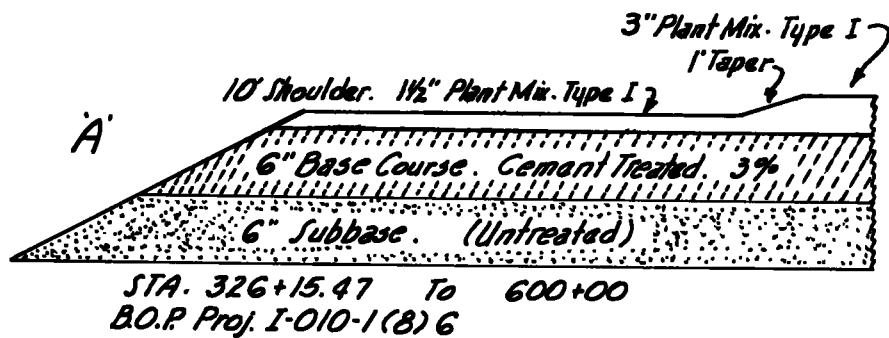 3" Plant Mix. Type I
1' Taper
10' Shoulder. 1½" Plant Mix. Type I
'A'
6" Base Course. Cement Treated. 3%
6" Subbase. (Untreated)
STA. 326+15.47 To 600+00
B.O.P. Proj. I-010-1(8)6